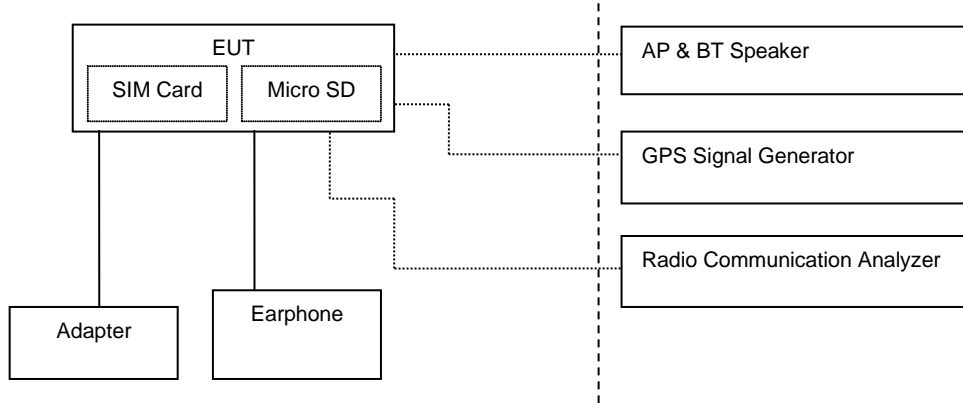 EUT
SIM Card
Micro SD
AP & BT Speaker
GPS Signal Generator
Radio Communication Analyzer
Adapter
Earphone